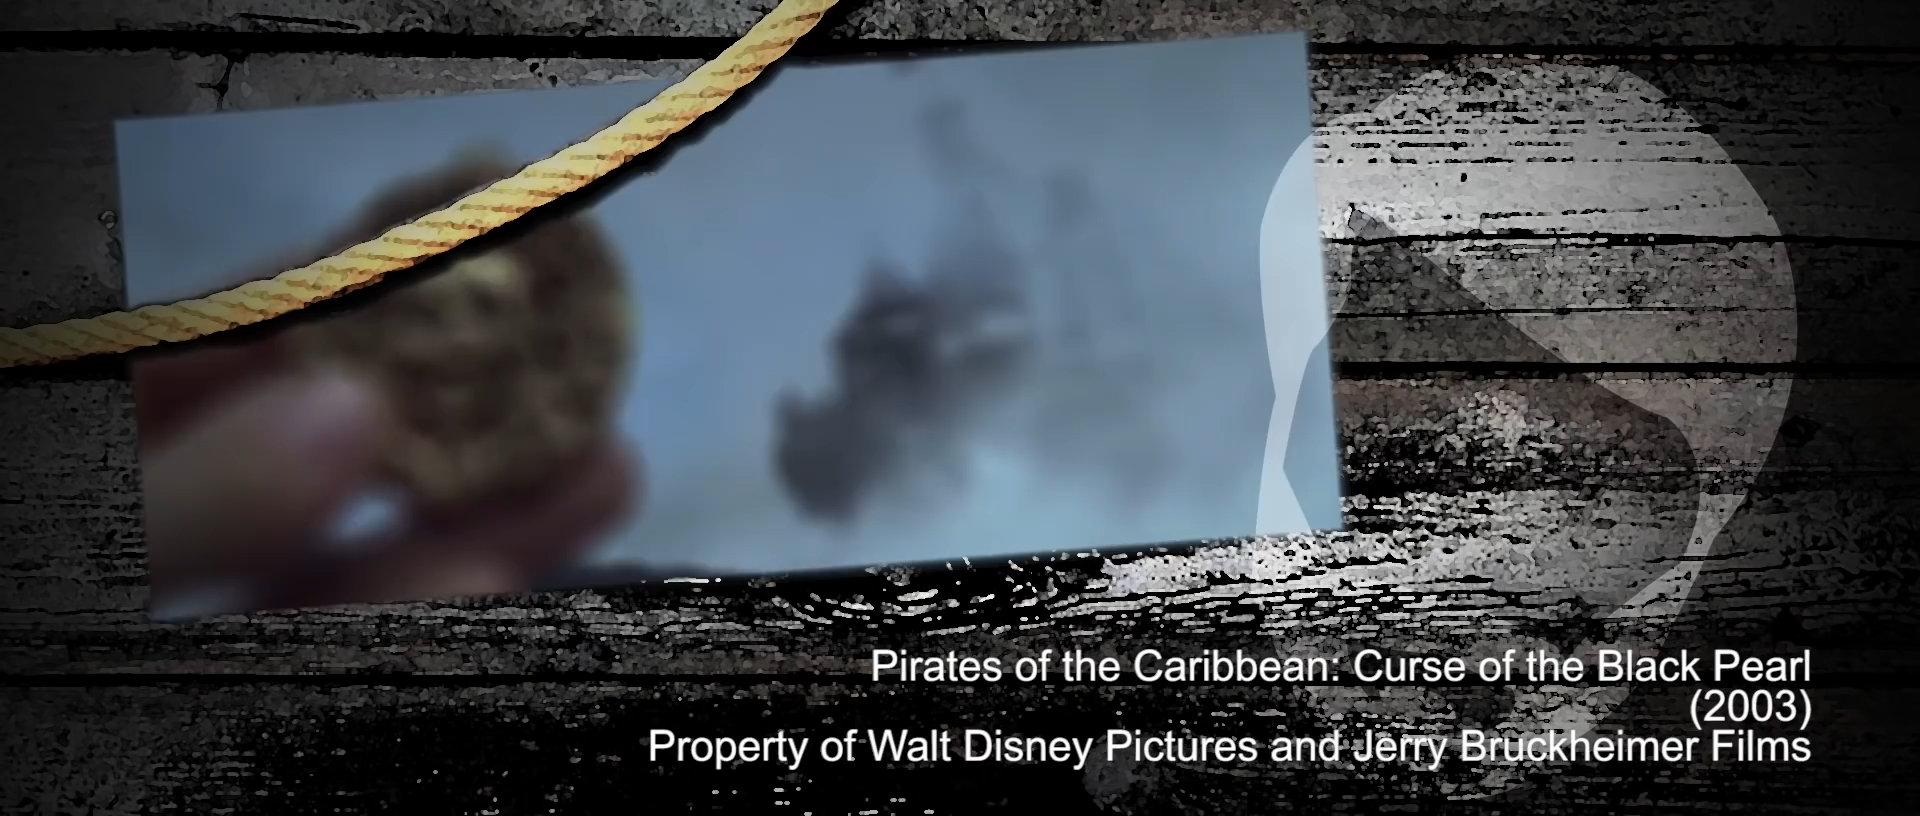 Pirates of the Caribbean: Curse of the Black Pearl
(2003)
Property of Walt Disney Pictures and Jerry Bruckheimer Films